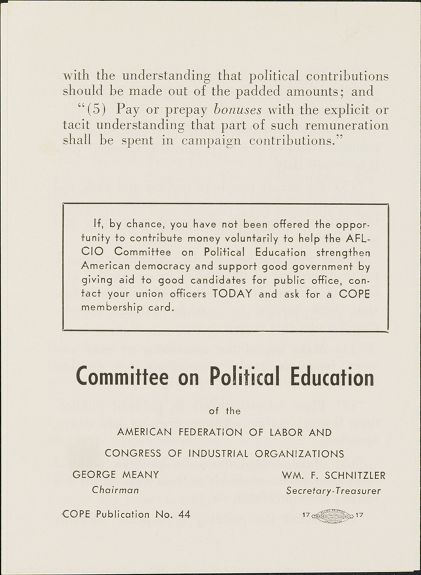 with the understanding that political contributions
should be made out of the padded amounts; and
"(5) Pay or prepay bonuses with the explicit or
tacit understanding that part of such remuneration
shall be spent in campaign contributions."
If, by chance, you have not been offered the oppor-
tunity to contribute money voluntarily to help the AFL-
CIO Committee on Political Education strengthen
American democracy and support good government by
giving aid to good candidates for public office, con-
tact your union officers TODAY and ask for a COPE
membership card.
Committee on Political Education
of the
AMERICAN FEDERATION OF LABOR AND
CONGRESS OF INDUSTRIAL ORGANIZATIONS
GEORGE MEANY WM. F. SCHNITZLER
Chairman Secretary-Treasurer
COPE Publication No. 44 17 17